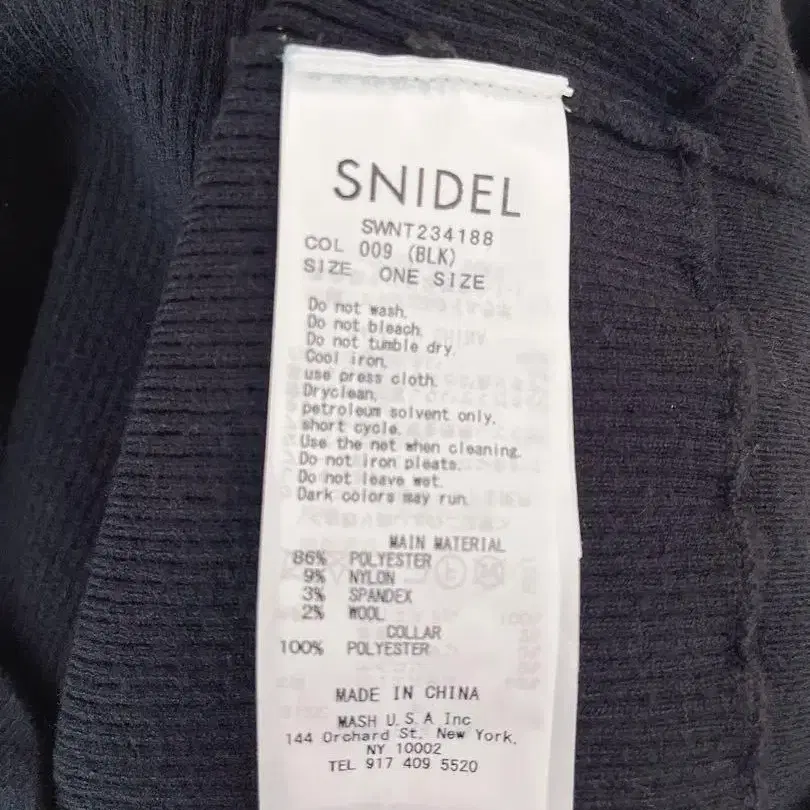 SNIDEL
SWNT234188
COL 009 (BLK)
SIZE ONE SIZE
Do not wash.
Do not bleach.
Do not tumble dry.
Cool iron.
use press cloth.
Dryclean,
petroleum solvent only.
short cycle.
Use the net when cleaning.
Do not iron pleats.
Do not leave wet.
Dark colors may run.
MAIN MATERIAL
86% POLYESTER
9% NYLON
3% SPANDEX
2% WOOL
COLLAR
100% POLYESTER
MADE IN CHINA
MASH U.S.A Inc
144 Orchard St. New York,
NY 10002
TEL 917 409 5520